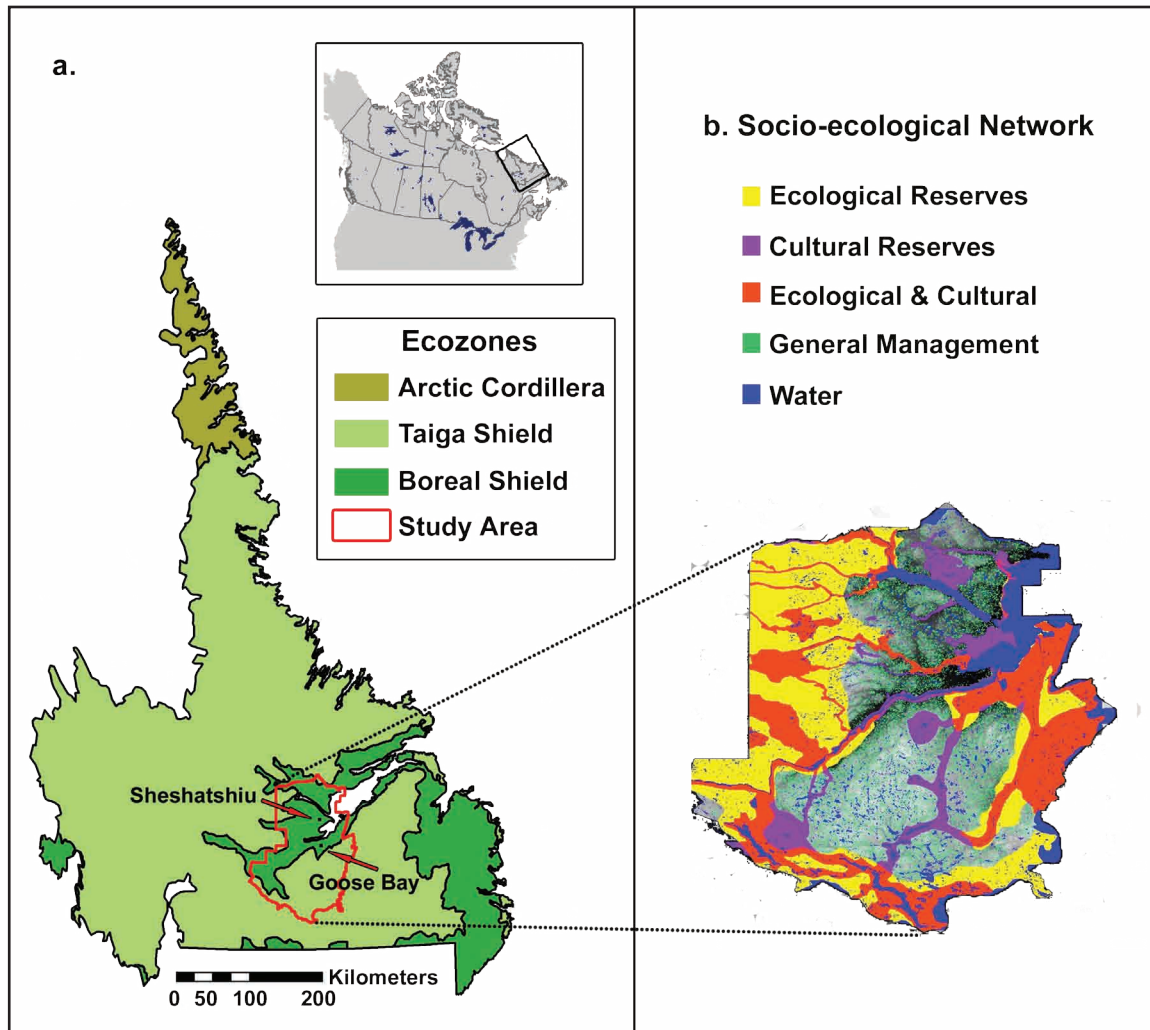 a.
Ecozones
Arctic Cordillera
Taiga Shield
Boreal Shield
Study Area
Sheshatshiu
Goose Bay
Kilometers
0 50 100 200
b. Socio-ecological Network
Ecological Reserves
Cultural Reserves
Ecological & Cultural
General Management
Water